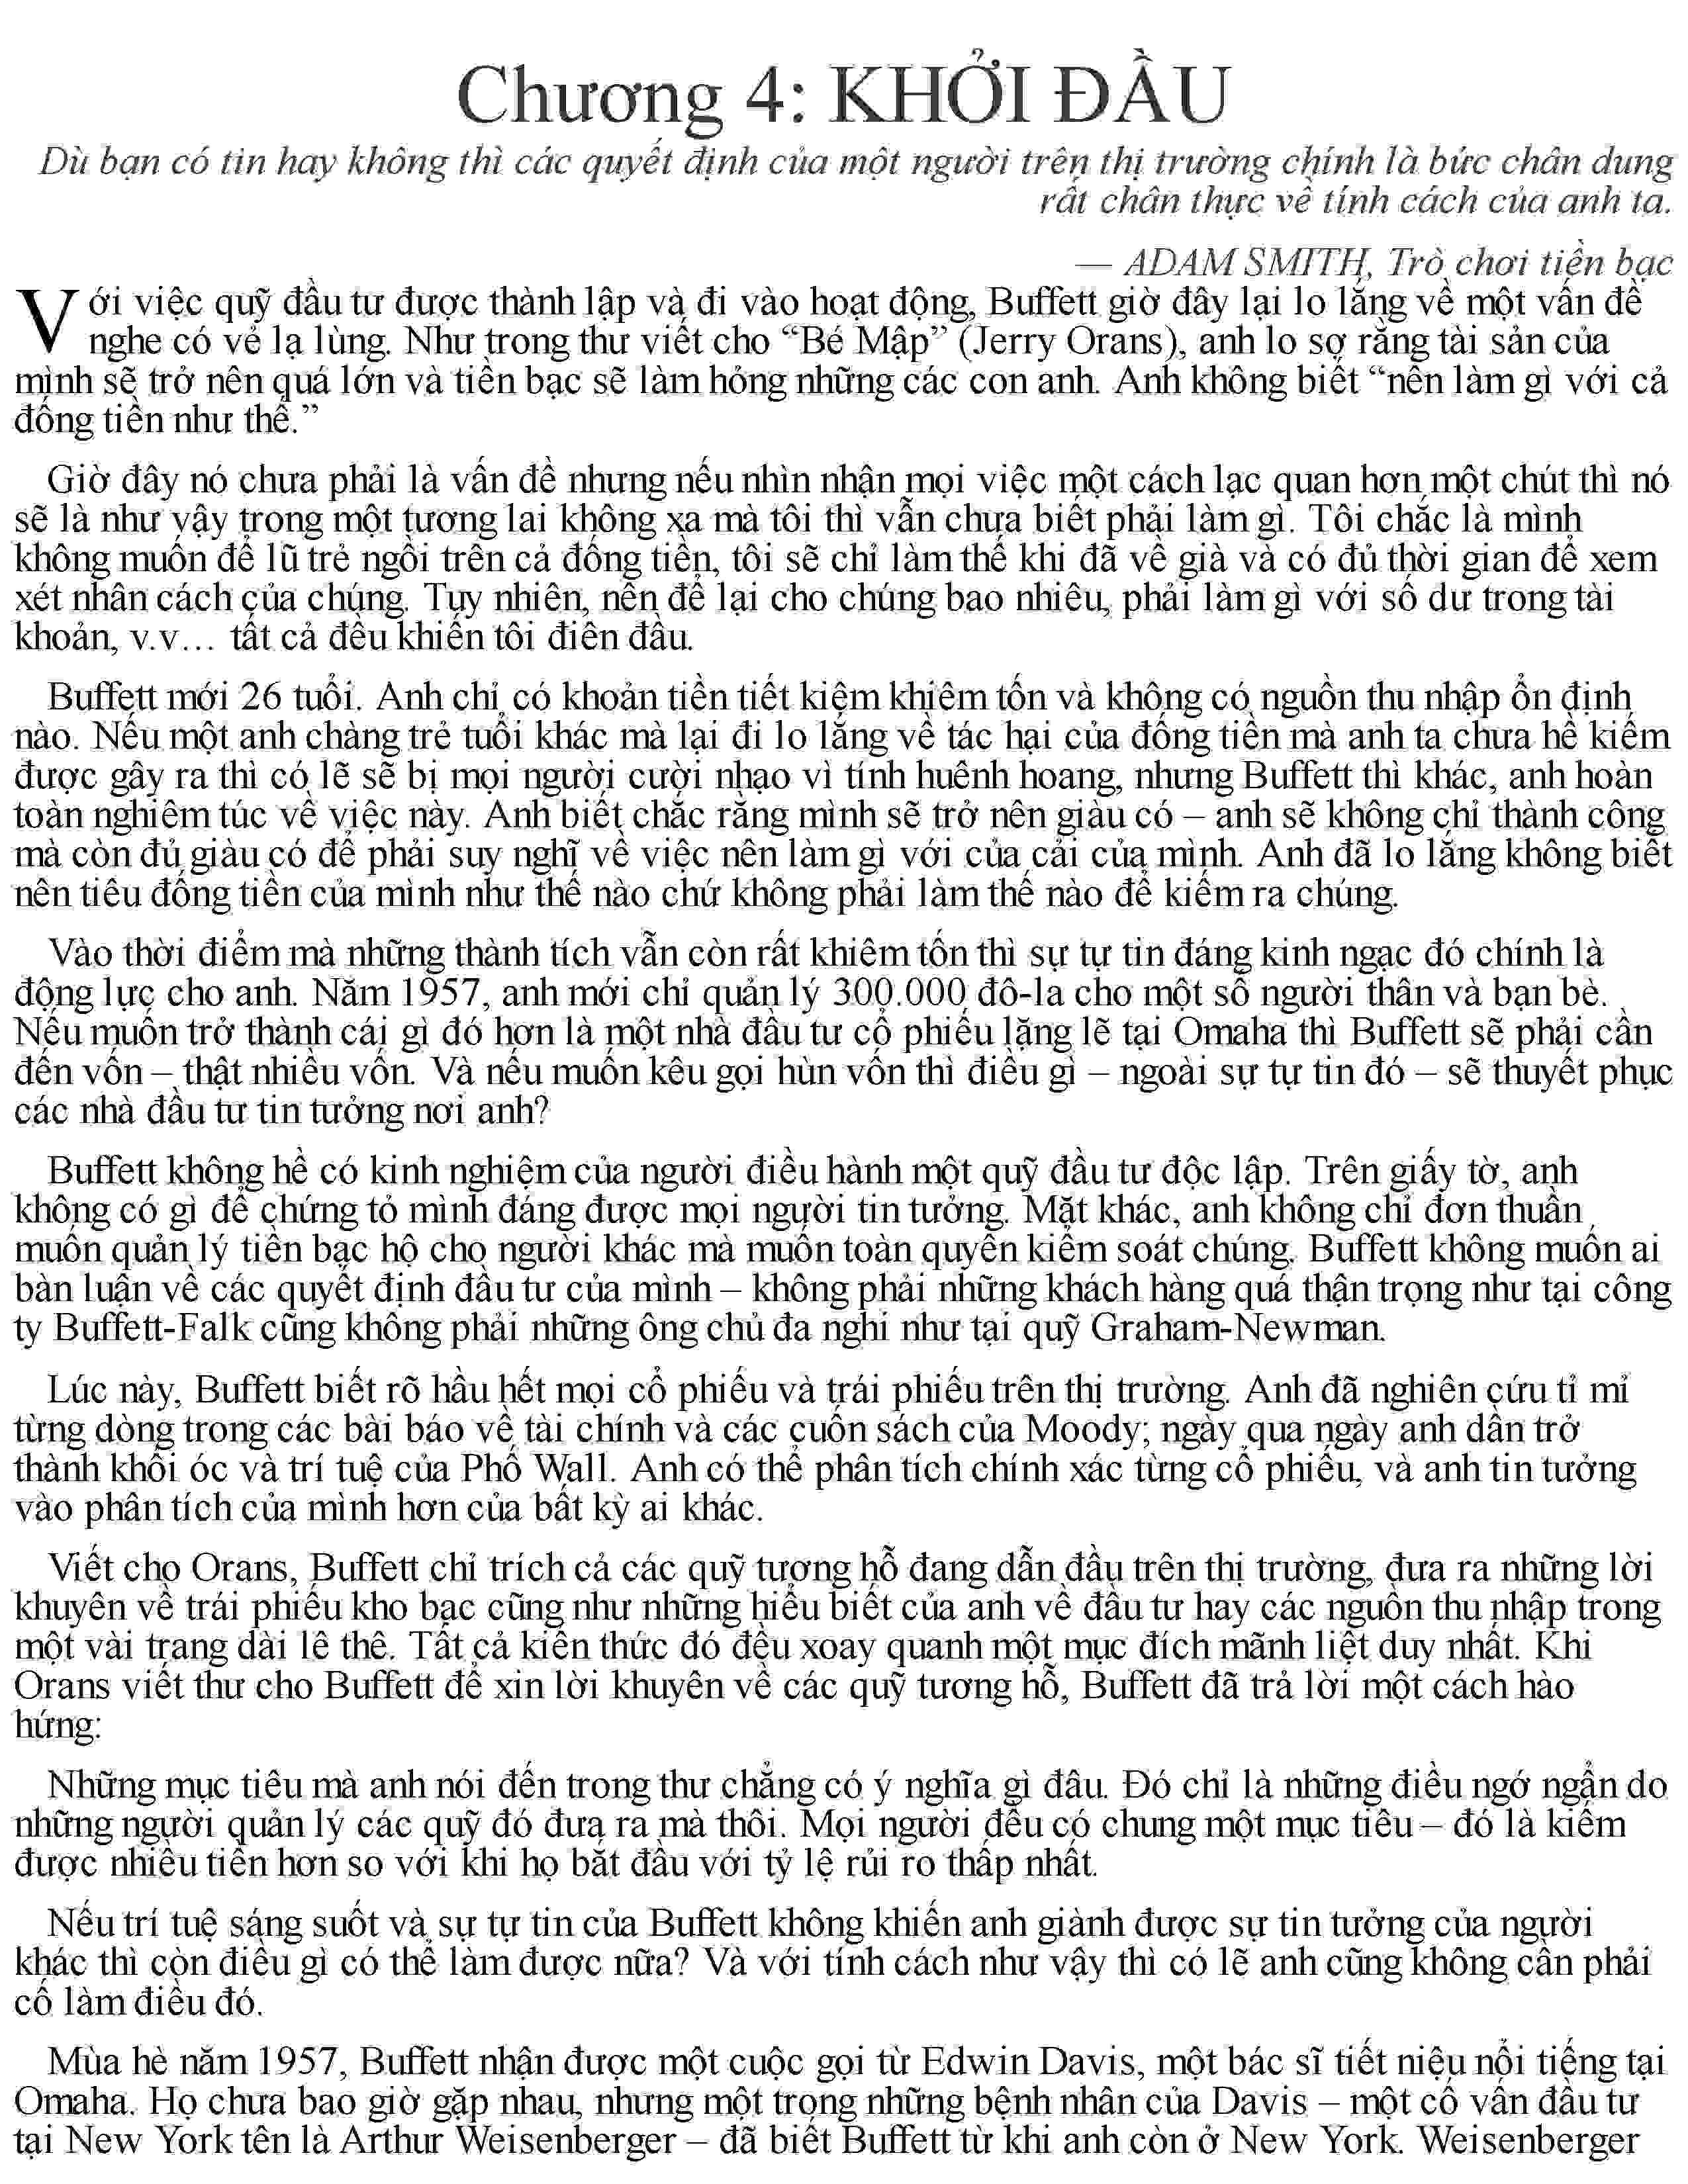 Chương 4: KHỞI ĐẦU
Dù bạn có tin hay không thì các quyết định của một người trên thị trường chính là bức chân dung
rất chân thực về tính cách của anh ta.
— ADAM SMITH, Trò chơi tiền bạc
Với việc quỹ đầu tư được thành lập và đi vào hoạt động, Buffett giờ đây lại lo lắng về một vấn đề
nghe có vẻ lạ lùng. Như trong thư viết cho “Bé Mập” (Jerry Orans), anh lo sợ rằng tài sản của
mình sẽ trở nên quá lớn và tiền bạc sẽ làm hỏng những các con anh. Anh không biết “nên làm gì với cả
đống tiền như thế.”
Giờ đây nó chưa phải là vấn đề nhưng nếu nhìn nhận mọi việc một cách lạc quan hơn một chút thì nó
sẽ là như vậy trong một tương lai không xa mà tôi thì vẫn chưa biết phải làm gì. Tôi chắc là mình
không muốn để lũ trẻ ngồi trên cả đống tiền, tôi sẽ chỉ làm thế khi đã về già và có đủ thời gian để xem
xét nhân cách của chúng. Tuy nhiên, nên để lại cho chúng bao nhiêu, phải làm gì với số dư trong tài
khoản, v.v… tất cả đều khiến tôi điên đầu.
Buffett mới 26 tuổi. Anh chỉ có khoản tiền tiết kiệm khiêm tốn và không có nguồn thu nhập ổn định
nào. Nếu một anh chàng trẻ tuổi khác mà lại đi lo lắng về tác hại của đống tiền mà anh ta chưa hề kiếm
được gây ra thì có lẽ sẽ bị mọi người cười nhạo vì tính huênh hoang, nhưng Buffett thì khác, anh hoàn
toàn nghiêm túc về việc này. Anh biết chắc rằng mình sẽ trở nên giàu có – anh sẽ không chỉ thành công
mà còn đủ giàu có để phải suy nghĩ về việc nên làm gì với của cải của mình. Anh đã lo lắng không biết
nên tiêu đống tiền của mình như thế nào chứ không phải làm thế nào để kiếm ra chúng.
Vào thời điểm mà những thành tích vẫn còn rất khiêm tốn thì sự tự tin đáng kinh ngạc đó chính là
động lực cho anh. Năm 1957, anh mới chỉ quản lý 300.000 đô-la cho một số người thân và bạn bè.
Nếu muốn trở thành cái gì đó hơn là một nhà đầu tư cổ phiếu lặng lẽ tại Omaha thì Buffett sẽ phải cần
đến vốn – thật nhiều vốn. Và nếu muốn kêu gọi hùn vốn thì điều gì – ngoài sự tự tin đó – sẽ thuyết phục
các nhà đầu tư tin tưởng nơi anh?
Buffett không hề có kinh nghiệm của người điều hành một quỹ đầu tư độc lập. Trên giấy tờ, anh
không có gì để chứng tỏ mình đáng được mọi người tin tưởng. Mặt khác, anh không chỉ đơn thuần
muốn quản lý tiền bạc hộ cho người khác mà muốn toàn quyền kiểm soát chúng. Buffett không muốn ai
bàn luận về các quyết định đầu tư của mình – không phải những khách hàng quá thận trọng như tại công
ty Buffett-Falk cũng không phải những ông chủ đa nghi như tại quỹ Graham-Newman.
Lúc này, Buffett biết rõ hầu hết mọi cổ phiếu và trái phiếu trên thị trường. Anh đã nghiên cứu tỉ mỉ
từng dòng trong các bài báo về tài chính và các cuốn sách của Moody; ngày qua ngày anh dần trở
thành khối óc và trí tuệ của Phố Wall. Anh có thể phân tích chính xác từng cổ phiếu, và anh tin tưởng
vào phân tích của mình hơn của bất kỳ ai khác.
Viết cho Orans, Buffett chỉ trích cả các quỹ tương hỗ đang dẫn đầu trên thị trường, đưa ra những lời
khuyên về trái phiếu kho bạc cũng như những hiểu biết của anh về đầu tư hay các nguồn thu nhập trong
một vài trang dài lê thê. Tất cả kiến thức đó đều xoay quanh một mục đích mãnh liệt duy nhất. Khi
Orans viết thư cho Buffett để xin lời khuyên về các quỹ tương hỗ, Buffett đã trả lời một cách hào
hứng:
Những mục tiêu mà anh nói đến trong thư chẳng có ý nghĩa gì đâu. Đó chỉ là những điều ngớ ngẩn do
những người quản lý các quỹ đó đưa ra mà thôi. Mọi người đều có chung một mục tiêu – đó là kiếm
được nhiều tiền hơn so với khi họ bắt đầu với tỷ lệ rủi ro thấp nhất.
Nếu trí tuệ sáng suốt và sự tự tin của Buffett không khiến anh giành được sự tin tưởng của người
khác thì còn điều gì có thể làm được nữa? Và với tính cách như vậy thì có lẽ anh cũng không cần phải
cố làm điều đó.
Mùa hè năm 1957, Buffett nhận được một cuộc gọi từ Edwin Davis, một bác sĩ tiết niệu nổi tiếng tại
Omaha. Họ chưa bao giờ gặp nhau, nhưng một trong những bệnh nhân của Davis – một cố vấn đầu tư
tại New York tên là Arthur Weisenberger – đã biết Buffett từ khi anh còn ở New York. Weisenberger